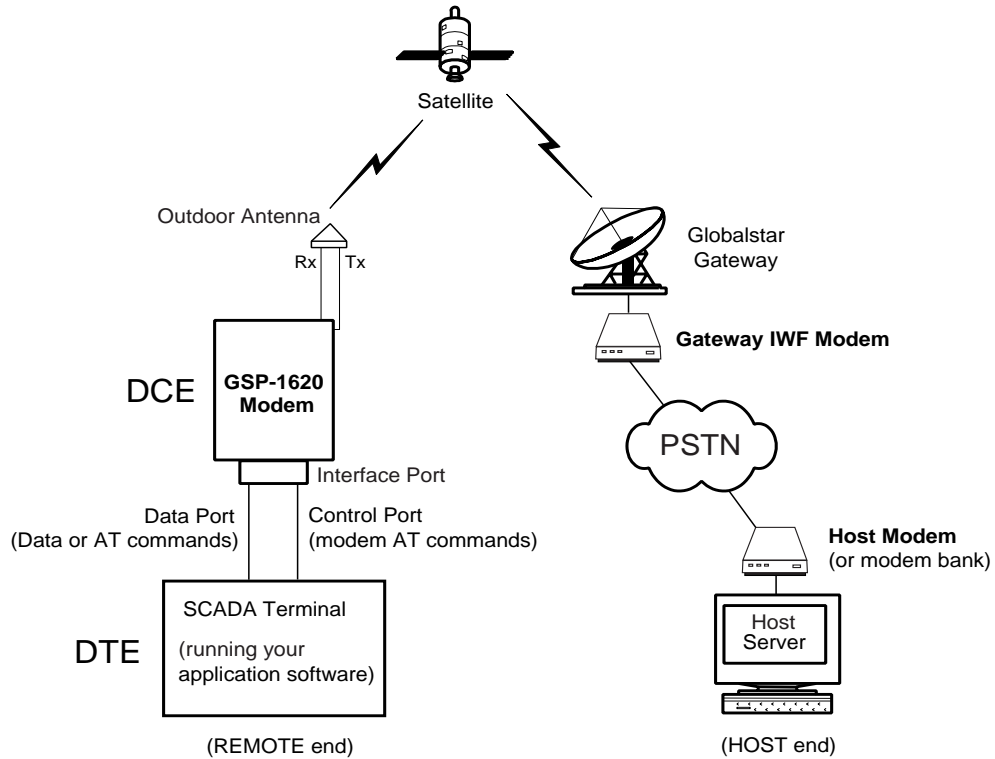 Satellite
Outdoor Antenna
Rx Tx
Globalstar
Gateway
Gateway IWF Modem
DCE
GSP-1620
Modem
PSTN
Interface Port
Data Port
(Data or AT commands)
Control Port
(modem AT commands)
Host Modem
(or modem bank)
DTE
SCADA Terminal
(running your
application software)
Host
Server
(REMOTE end)
(HOST end)